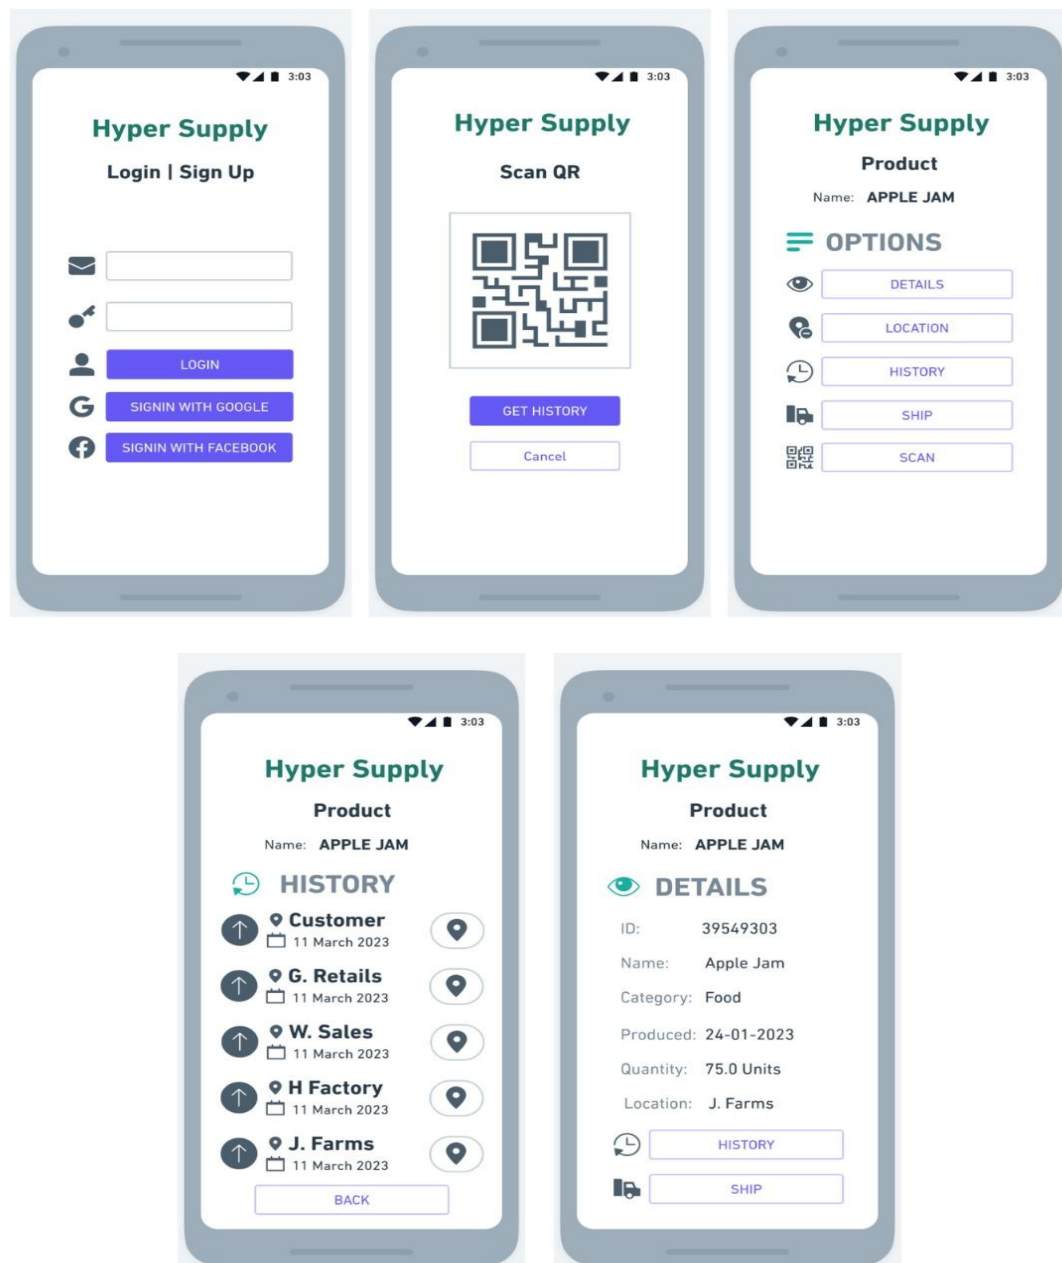 3:03
Hyper Supply
Login | Sign Up
LOGIN
SIGNIN WITH GOOGLE
SIGNIN WITH FACEBOOK
3:03
Hyper Supply
Scan QR
GET HISTORY
Cancel
3:03
Hyper Supply
Product
Name: APPLE JAM
OPTIONS
DETAILS
LOCATION
HISTORY
SHIP
SCAN
3:03
Hyper Supply
Product
Name: APPLE JAM
HISTORY
Customer
11 March 2023
G. Retails
11 March 2023
W. Sales
11 March 2023
H Factory
11 March 2023
J. Farms
11 March 2023
BACK
3:03
Hyper Supply
Product
Name: APPLE JAM
DETAILS
ID: 39549303
Name: Apple Jam
Category: Food
Produced: 24-01-2023
Quantity: 75.0 Units
Location: J. Farms
HISTORY
SHIP